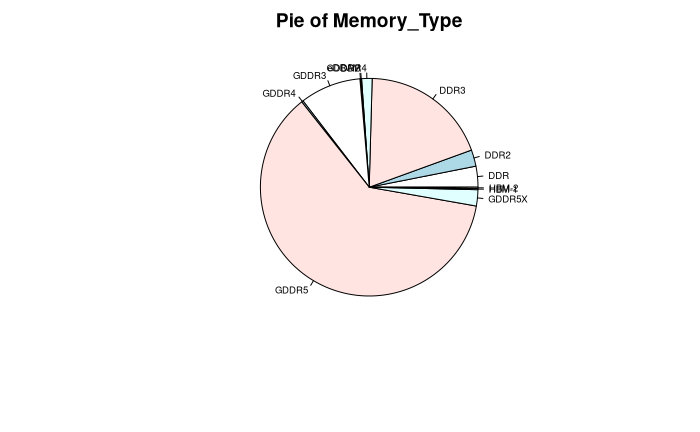 Pie of Memory_Type
GDDR3
DDR3
GDDR4
DDR2
DDR
GDDR5X
GDDR5